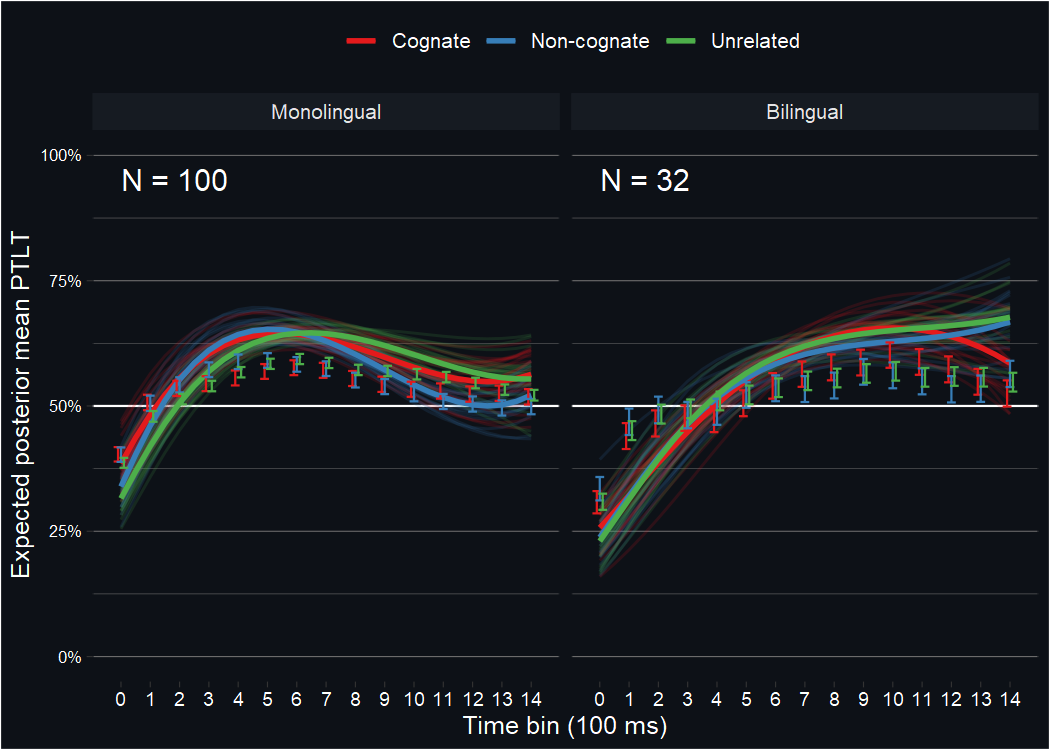 Cognate Non-cognate Unrelated
Monolingual Bilingual
N = 100 N = 32
Expected posterior mean PTLT
100%
75%
50%
25%
0%
0 1 2 3 4 5 6 7 8 9 10 11 12 13 14 0 1 2 3 4 5 6 7 8 9 10 11 12 13 14
Time bin (100 ms)